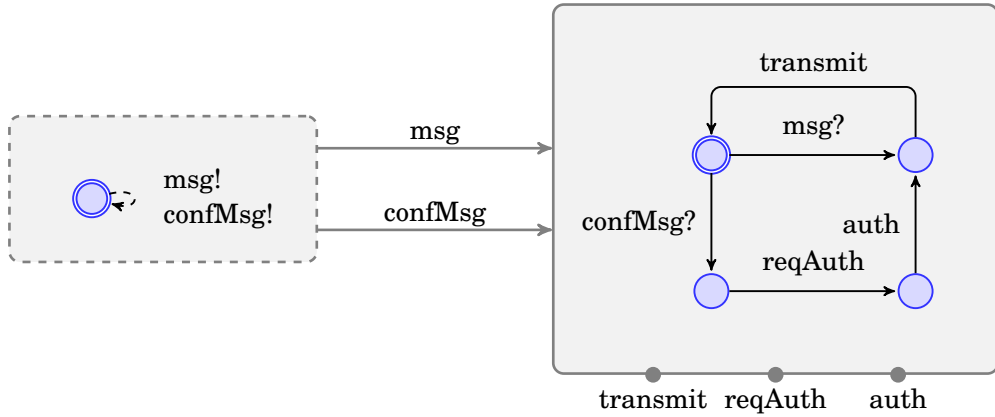 msg!
confMsg!
msg
confMsg
transmit
msg?
confMsg?
auth
reqAuth
transmit
reqAuth
auth